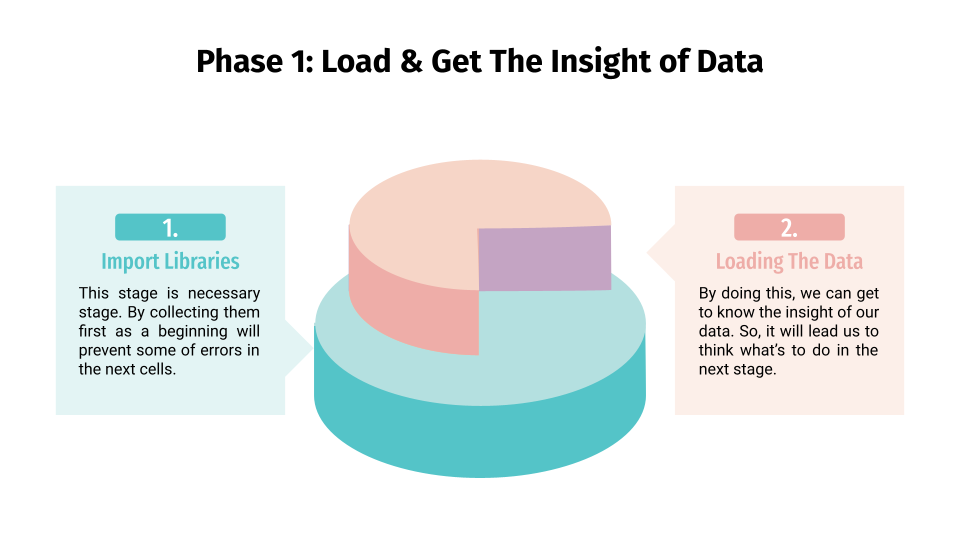 Phase 1: Load & Get The Insight of Data
1.
Import Libraries
This stage is necessary
stage. By collecting them
first as a beginning will
prevent some of errors in
the next cells.
2.
Loading The Data
By doing this, we can get
to know the insight of our
data. So, it will lead us to
think what's to do in the
next stage.